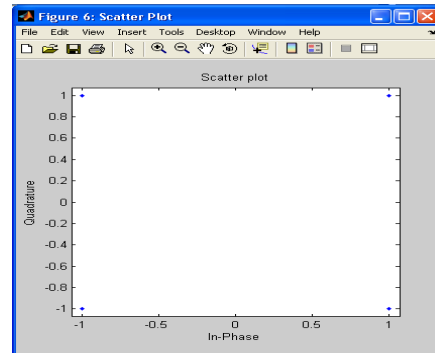 Figure 6: Scatter Plot
File Edit View Insert Tools Desktop Window Help
Scatter plot
1
0.8
0.6
0.4
0.2
0
-0.2
-0.4
-0.6
-0.8
-1
Quadrature
-1 -0.5 0 0.5 1
In-Phase